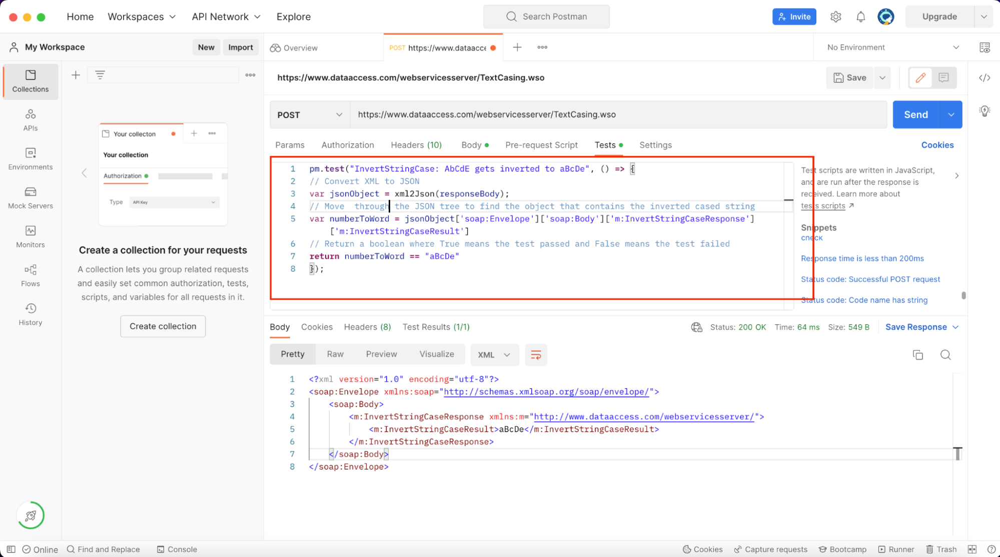 Home Workspaces API Network Explore Search Postman Invite Upgrade
My Workspace New Import Overview POST https://www.dataacce No Environment
Collections
APIs
Environments
Mock Servers
Monitors
Flows
History
Your collecton
Your collection
Authorization
Type API Key
Create a collection for your requests
A collection lets you group related requests
and easily set common authorization, tests,
scripts, and variables for all requests in it.
Create collection
https://www.dataaccess.com/webservicesserver/TextCasing.wso Save
POST https://www.dataaccess.com/webservicesserver/TextCasing.wso Send
Params Authorization Headers (10) Body Pre-request Script Tests Settings Cookies
1 pm.test("InvertStringCase: AbCdE gets inverted to aBcDe", () => {
2 // Convert XML to JSON
3 var jsonObject = xml2Json(responseBody);
4 // Move  through the JSON tree to find the object that contains the inverted cased string
5 var numberToWord = jsonObject['soap:Envelope']['soap:Body']['m:InvertStringCaseResponse']
['m:InvertStringCaseResult']
6 // Return a boolean where True means the test passed and False means the test failed
7 return numberToWord == "aBcDe"
8 });
Test scripts are written in JavaScript,
and are run after the response is
received. Learn more about
tests scripts
Snippets
check
Response time is less than 200ms
Status code: Successful POST request
Status code: Code name has string
Body Cookies Headers (8) Test Results (1/1) Status: 200 OK Time: 64 ms Size: 549 B Save Response
Pretty Raw Preview Visualize XML
1 <?xml version="1.0" encoding="utf-8"?>
2 <soap:Envelope xmlns:soap="http://schemas.xmlsoap.org/soap/envelope/">
3 <soap:Body>
4 <m:InvertStringCaseResponse xmlns:m="http://www.dataaccess.com/webservicesserver/">
5 <m:InvertStringCaseResult>aBcDe</m:InvertStringCaseResult>
6 </m:InvertStringCaseResponse>
7 </soap:Body>
8 </soap:Envelope>
Online Find and Replace Console Cookies Capture requests Bootcamp Runner Trash